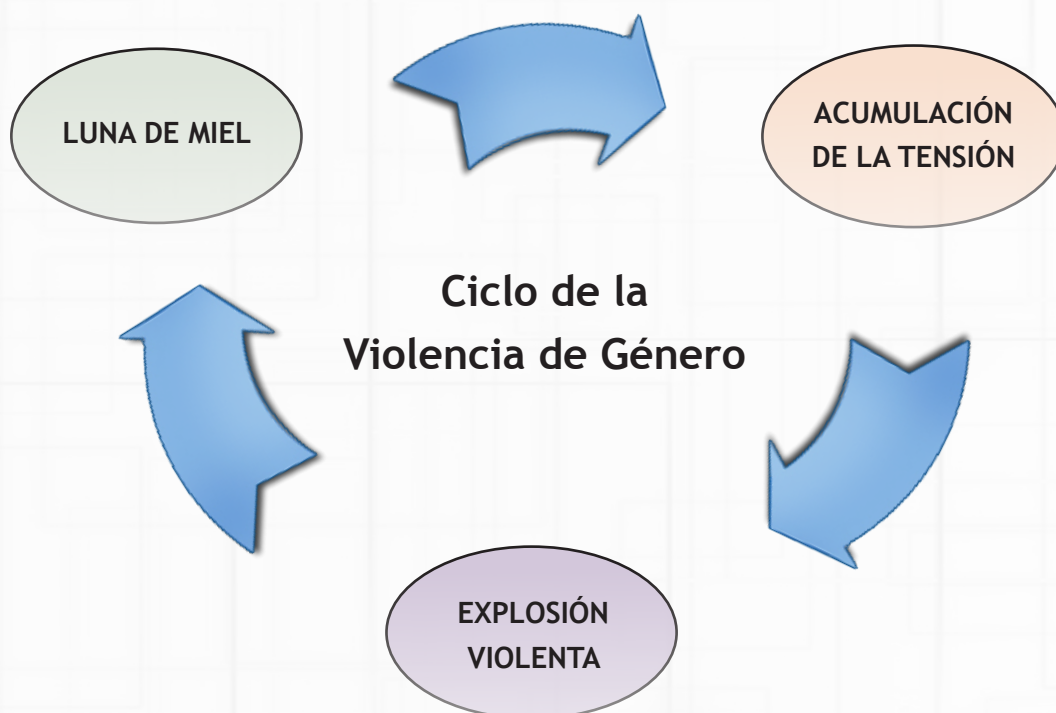 LUNA DE MIEL
ACUMULACIÓN
DE LA TENSIÓN
Ciclo de la
Violencia de Género
EXPLOSIÓN
VIOLENTA